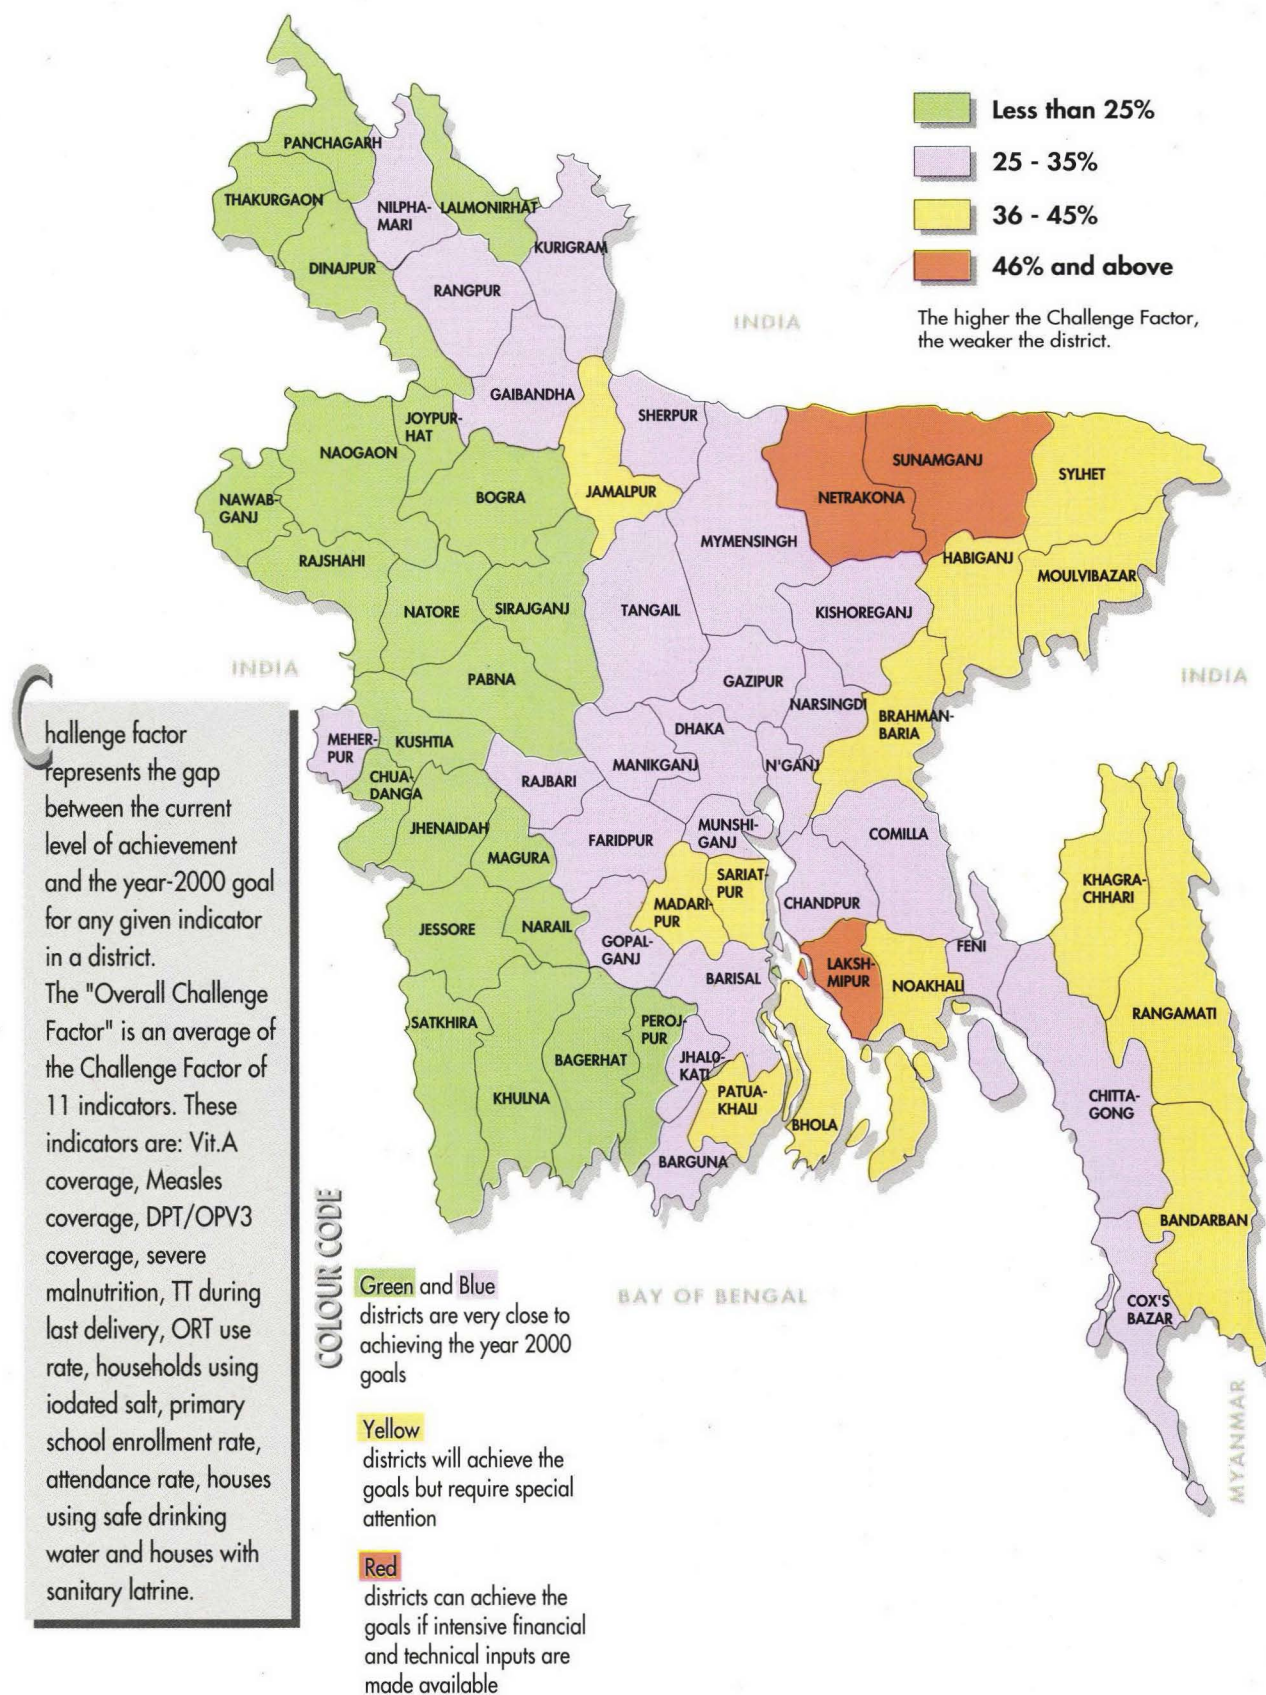 Less than 25%
25 - 35%
36 - 45%
46% and above
The higher the Challenge Factor,
the weaker the district.
PANCHAGARH
THAKURGAON
NILPHA-
MARI
LALMONIRHAT
KURIGRAM
DINAJPUR
RANGPUR
INDIA
GAIBANDHA
JOYPUR-
HAT
SHERPUR
NAOGAON
SUNAMGANJ
SYLHET
NAWAB-
GANJ
BOGRA
JAMALPUR
NETRAKONA
MYMENSINGH
HABIGANJ
RAJSHAHI
MOULVIBAZAR
NATORE
SIRAJGANJ
TANGAIL
KISHOREGANJ
INDIA
PABNA
GAZIPUR
INDIA
NARSINGDI
BRAHMAN-
BARIA
DHAKA
MEHER-
PUR
KUSHTIA
MANIKGANJ
N'GANJ
CHUA-
DANGA
RAJBARI
JHENAIDAH
FARIDPUR
MUNSHI-
GANJ
COMILLA
MAGURA
SARIAT-
PUR
KHAGRA-
CHHARI
MADARI-
PUR
CHANDPUR
JESSORE
NARAIL
GOPAL-
GANJ
FENI
BARISAL
LAKSH-
MIPUR
NOAKHALI
SATKHIRA
PEROJ-
PUR
RANGAMATI
BAGERHAT
JHALO-
KATI
KHULNA
PATUA-
KHALI
CHITTA-
GONG
BHOLA
BARGUNA
BANDARBAN
COX'S
BAZAR
BAY OF BENGAL
MYANMAR
Challenge factor
represents the gap
between the current
level of achievement
and the year-2000 goal
for any given indicator
in a district.
The "Overall Challenge
Factor" is an average of
the Challenge Factor of
11 indicators. These
indicators are: Vit.A
coverage, Measles
coverage, DPT/OPV3
coverage, severe
malnutrition, TT during
last delivery, ORT use
rate, households using
iodated salt, primary
school enrollment rate,
attendance rate, houses
using safe drinking
water and houses with
sanitary latrine.
COLOUR CODE
Green and Blue
districts are very close to
achieving the year 2000
goals
Yellow
districts will achieve the
goals but require special
attention
Red
districts can achieve the
goals if intensive financial
and technical inputs are
made available